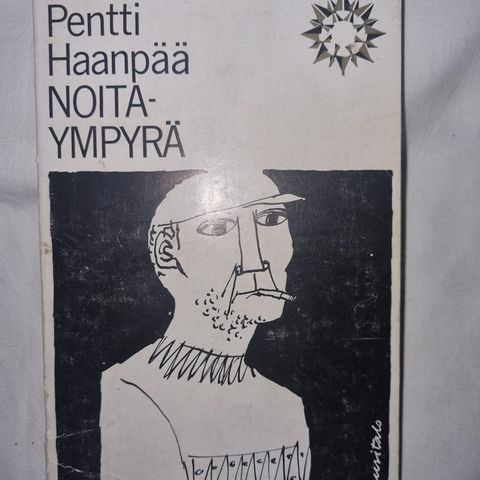 Pentti
Haanpää
NOITA-
YMPYRÄ